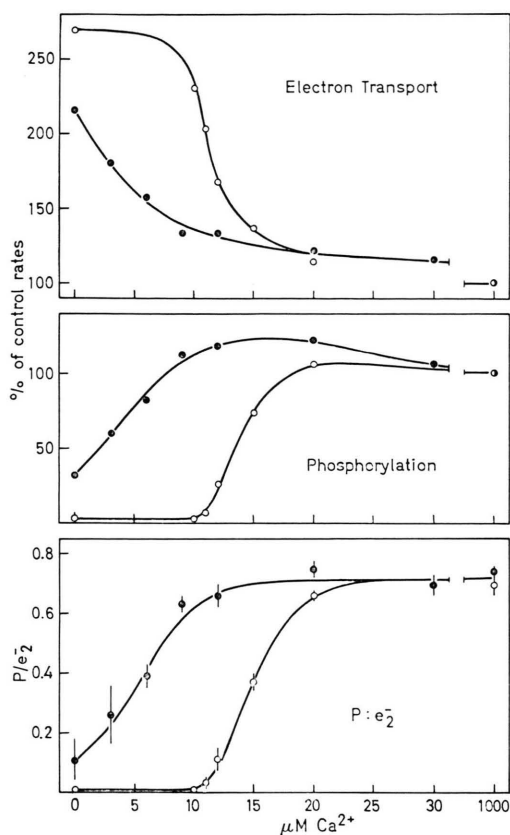 % of control rates
250
200
150
100
Electron Transport
100
50
Phosphorylation
P/e₂⁻
0.8
0.6
0.4
0.2
P : e₂⁻
0 5 10 15 20 25 30 1000
μM Ca²⁺